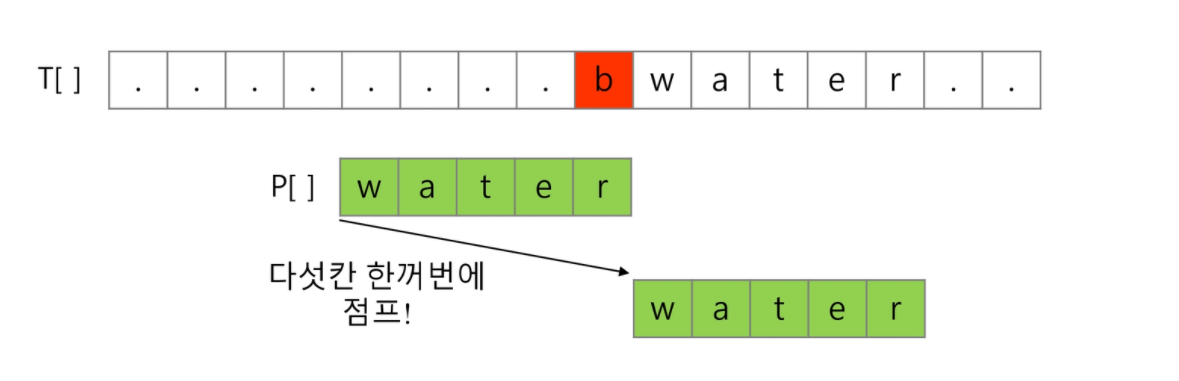 T[ ] . . . . . . . . b w a t e r . .
P[ ] w a t e r
다섯칸 한꺼번에
점프!
w a t e r